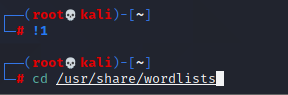 ┌──(root💀kali)-[~]
└─# !1
┌──(root💀kali)-[~]
└─# cd /usr/share/wordlists